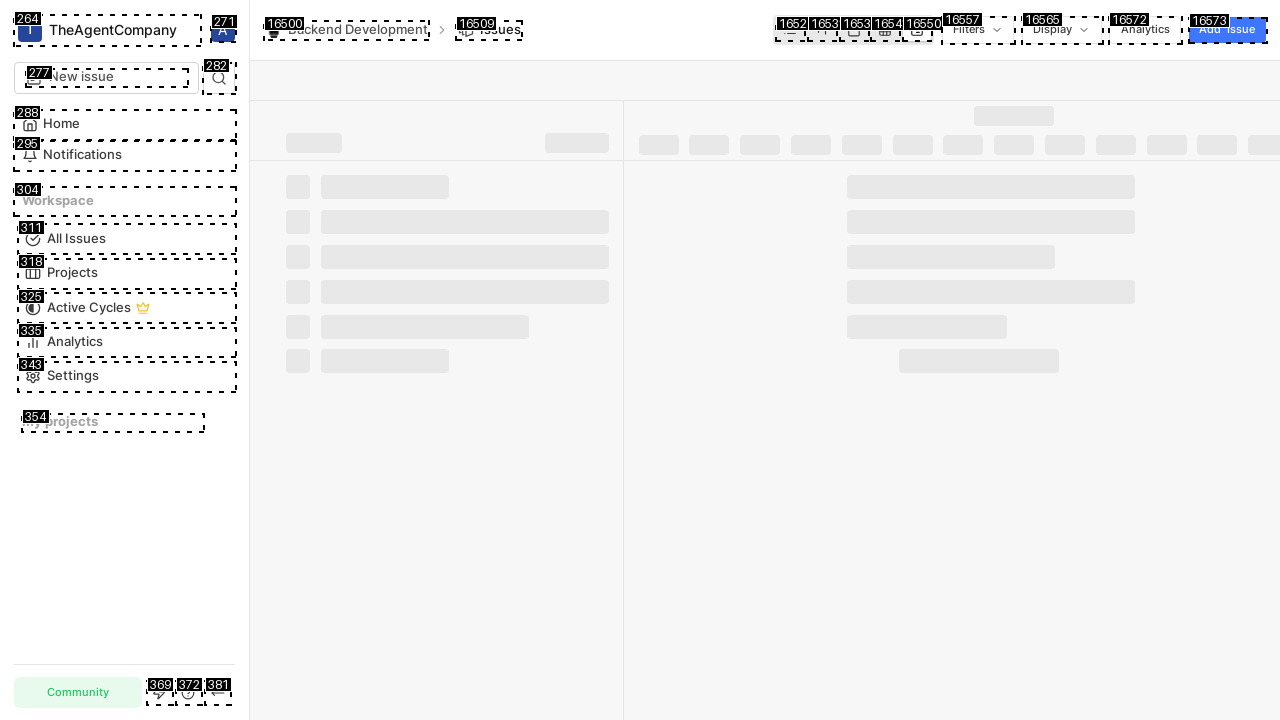 264
TheAgentCompany
271
277
New issue
282
288
Home
295
Notifications
304
Workspace
311
All Issues
318
Projects
325
Active Cycles
335
Analytics
343
Settings
354
My projects
Community
369
372
381
16500
Backend Development
16509
Issues
1652
1653
1653
1654
16550
16557
Filters
16565
Display
16572
Analytics
16573
Add Issue